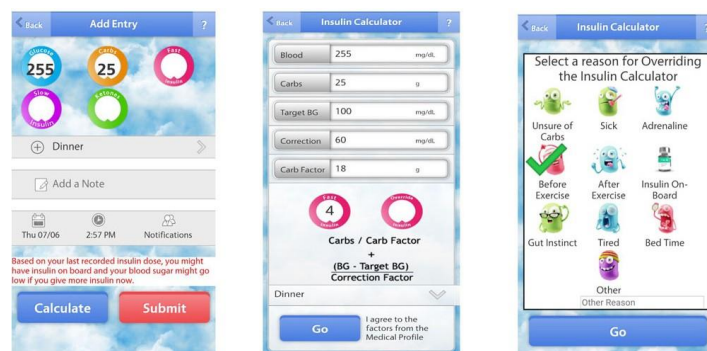 Back
Add Entry
?
Glucose
255
Carbs
25
Fast
Insulin
Slow
Insulin
Ketones
Dinner
Add a Note
Thu 07/06
2:57 PM
Notifications
Based on your last recorded insulin dose, you might
have insulin on board and your blood sugar might go
low if you give more insulin now.
Calculate
Submit
Back
Insulin Calculator
?
Blood
255
mg/dL
Carbs
25
g
Target BG
100
mg/dL
Correction
60
mg/dL
Carb Factor
18
g
Fast
4
Insulin
Override
Insulin
Carbs / Carb Factor
+
(BG - Target BG)
Correction Factor
Dinner
Go
I agree to the
factors from the
Medical Profile
Back
Insulin Calculator
?
Select a reason for Overriding
the Insulin Calculator
Unsure of
Carbs
Sick
Adrenaline
Before
Exercise
After
Exercise
Insulin On-
Board
Gut Instinct
Tired
Bed Time
Other
Other Reason
Go